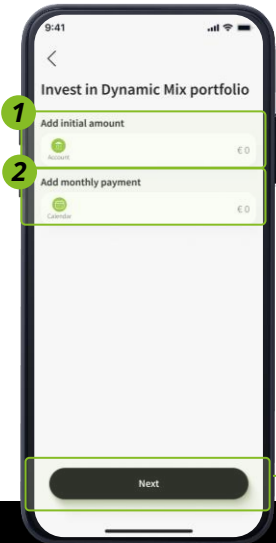 9:41
Invest in Dynamic Mix portfolio
1
Add initial amount
Account
€ 0
2
Add monthly payment
Calendar
€ 0
Next